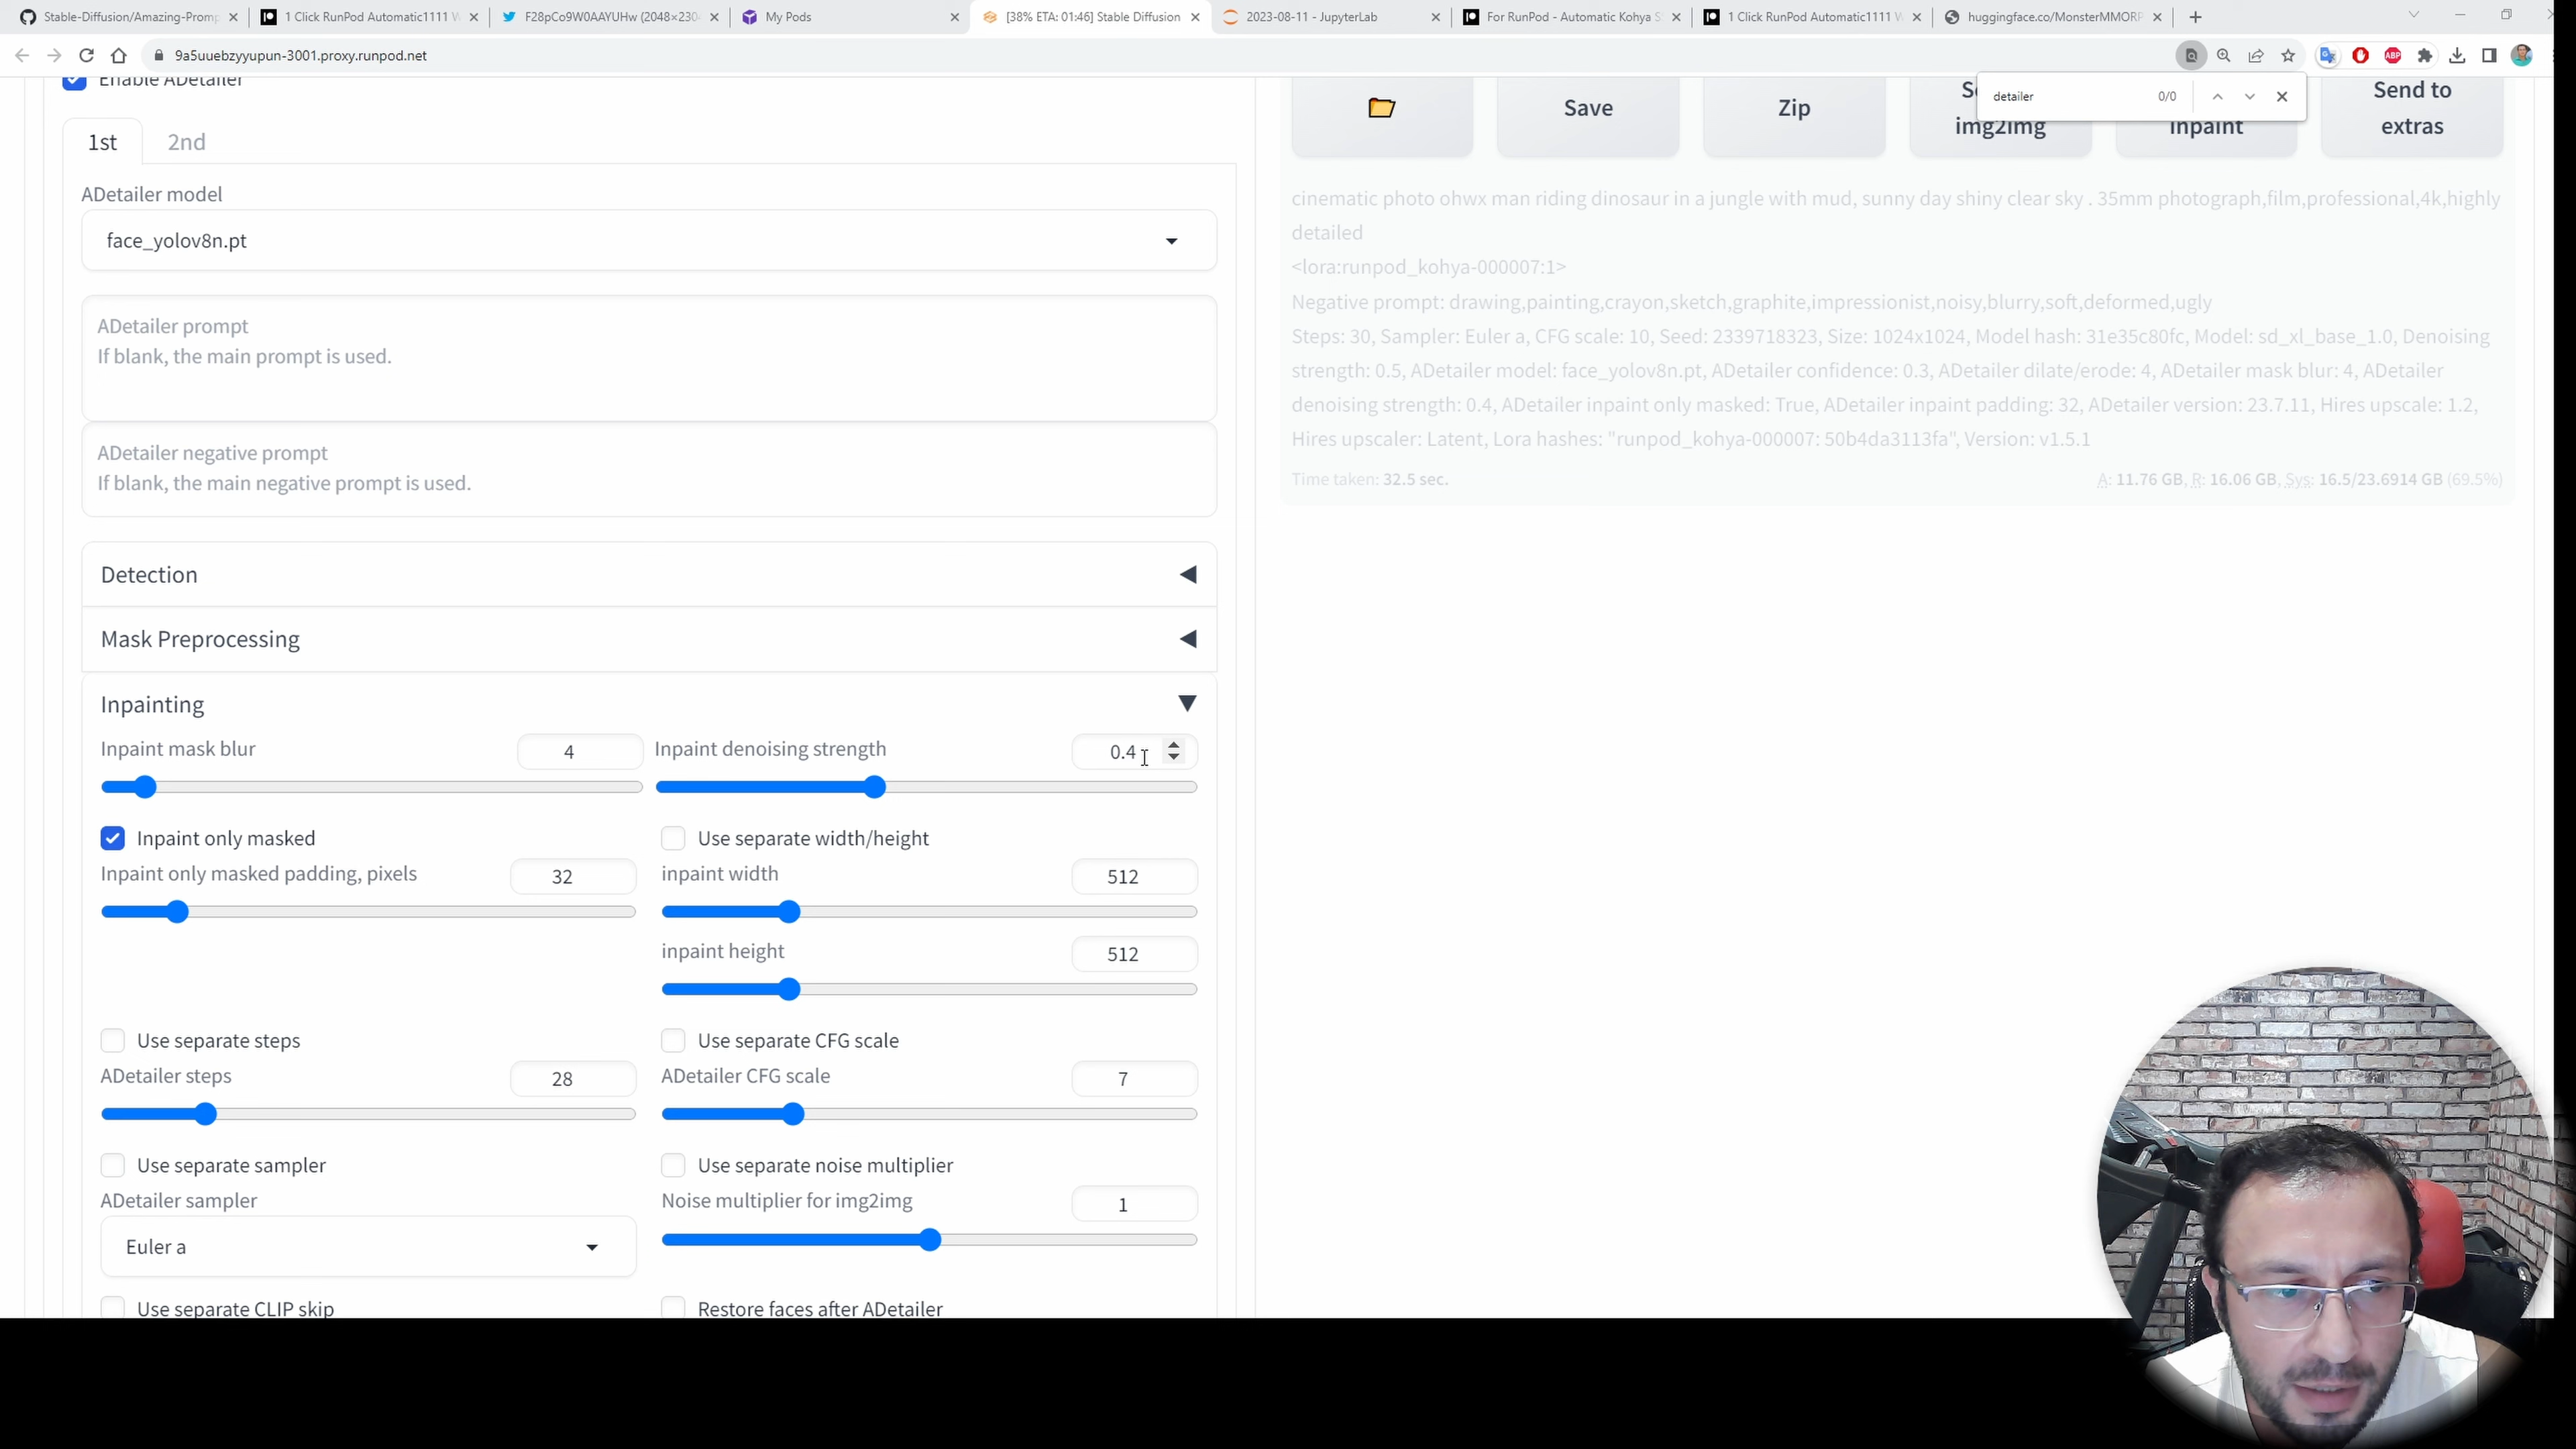 Stable-Diffusion/Amazing-Promp
1 Click RunPod Automatic1111 W
F28pCo9W0AAYUHw (2048×230
My Pods
[38% ETA: 01:46] Stable Diffusion
2023-08-11 - JupyterLab
For RunPod - Automatic Kohya S
1 Click RunPod Automatic1111 W
huggingface.co/MonsterMMORP
9a5uuebzyyupun-3001.proxy.runpod.net
ABP
detailer
0/0
Enable ADetailer
1st
2nd
ADetailer model
face_yolov8n.pt
ADetailer prompt
If blank, the main prompt is used.
ADetailer negative prompt
If blank, the main negative prompt is used.
Detection
Mask Preprocessing
Inpainting
Inpaint mask blur
4
Inpaint denoising strength
0.4
Inpaint only masked
Use separate width/height
Inpaint only masked padding, pixels
32
inpaint width
512
inpaint height
512
Use separate steps
Use separate CFG scale
ADetailer steps
28
ADetailer CFG scale
7
Use separate sampler
Use separate noise multiplier
ADetailer sampler
Noise multiplier for img2img
1
Euler a
Use separate CLIP skip
Restore faces after ADetailer
Save
Zip
img2img
inpaint
Send to
extras
cinematic photo ohwx man riding dinosaur in a jungle with mud, sunny day shiny clear sky . 35mm photograph,film,professional,4k,highly
detailed
<lora:runpod_kohya-000007:1>
Negative prompt: drawing,painting,crayon,sketch,graphite,impressionist,noisy,blurry,soft,deformed,ugly
Steps: 30, Sampler: Euler a, CFG scale: 10, Seed: 2339718323, Size: 1024x1024, Model hash: 31e35c80fc, Model: sd_xl_base_1.0, Denoising
strength: 0.5, ADetailer model: face_yolov8n.pt, ADetailer confidence: 0.3, ADetailer dilate/erode: 4, ADetailer mask blur: 4, ADetailer
denoising strength: 0.4, ADetailer inpaint only masked: True, ADetailer inpaint padding: 32, ADetailer version: 23.7.11, Hires upscale: 1.2,
Hires upscaler: Latent, Lora hashes: "runpod_kohya-000007: 50b4da3113fa", Version: v1.5.1
Time taken: 32.5 sec.
A: 11.76 GB, R: 16.06 GB, Sys: 16.5/23.6914 GB (69.5%)